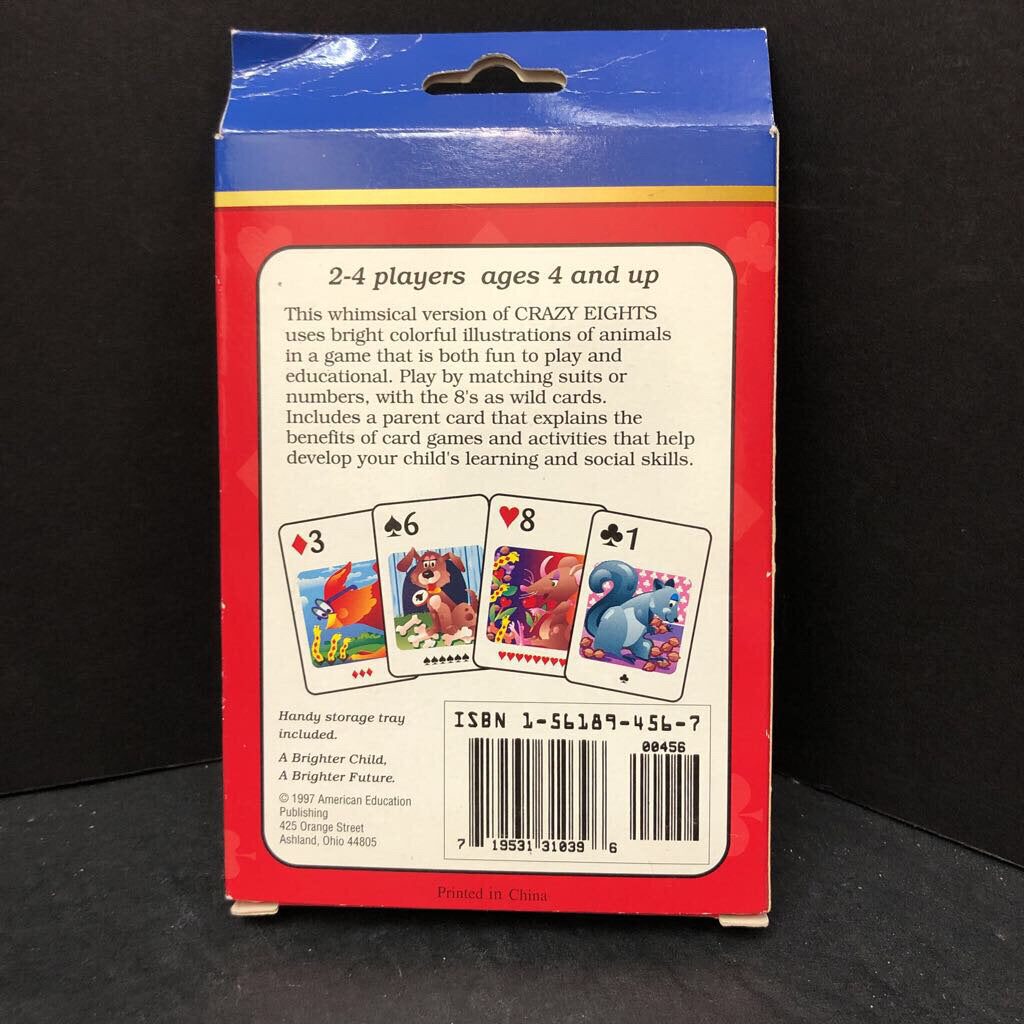 2-4 players ages 4 and up
This whimsical version of CRAZY EIGHTS
uses bright colorful illustrations of animals
in a game that is both fun to play and
educational. Play by matching suits or
numbers, with the 8's as wild cards.
Includes a parent card that explains the
benefits of card games and activities that help
develop your child's learning and social skills.
♦3
♠6
♥8
♣1
Handy storage tray
included.
A Brighter Child,
A Brighter Future.
© 1997 American Education
Publishing
425 Orange Street
Ashland, Ohio 44805
ISBN 1-56189-456-7
00456
7 19531 31039 6
Printed in China